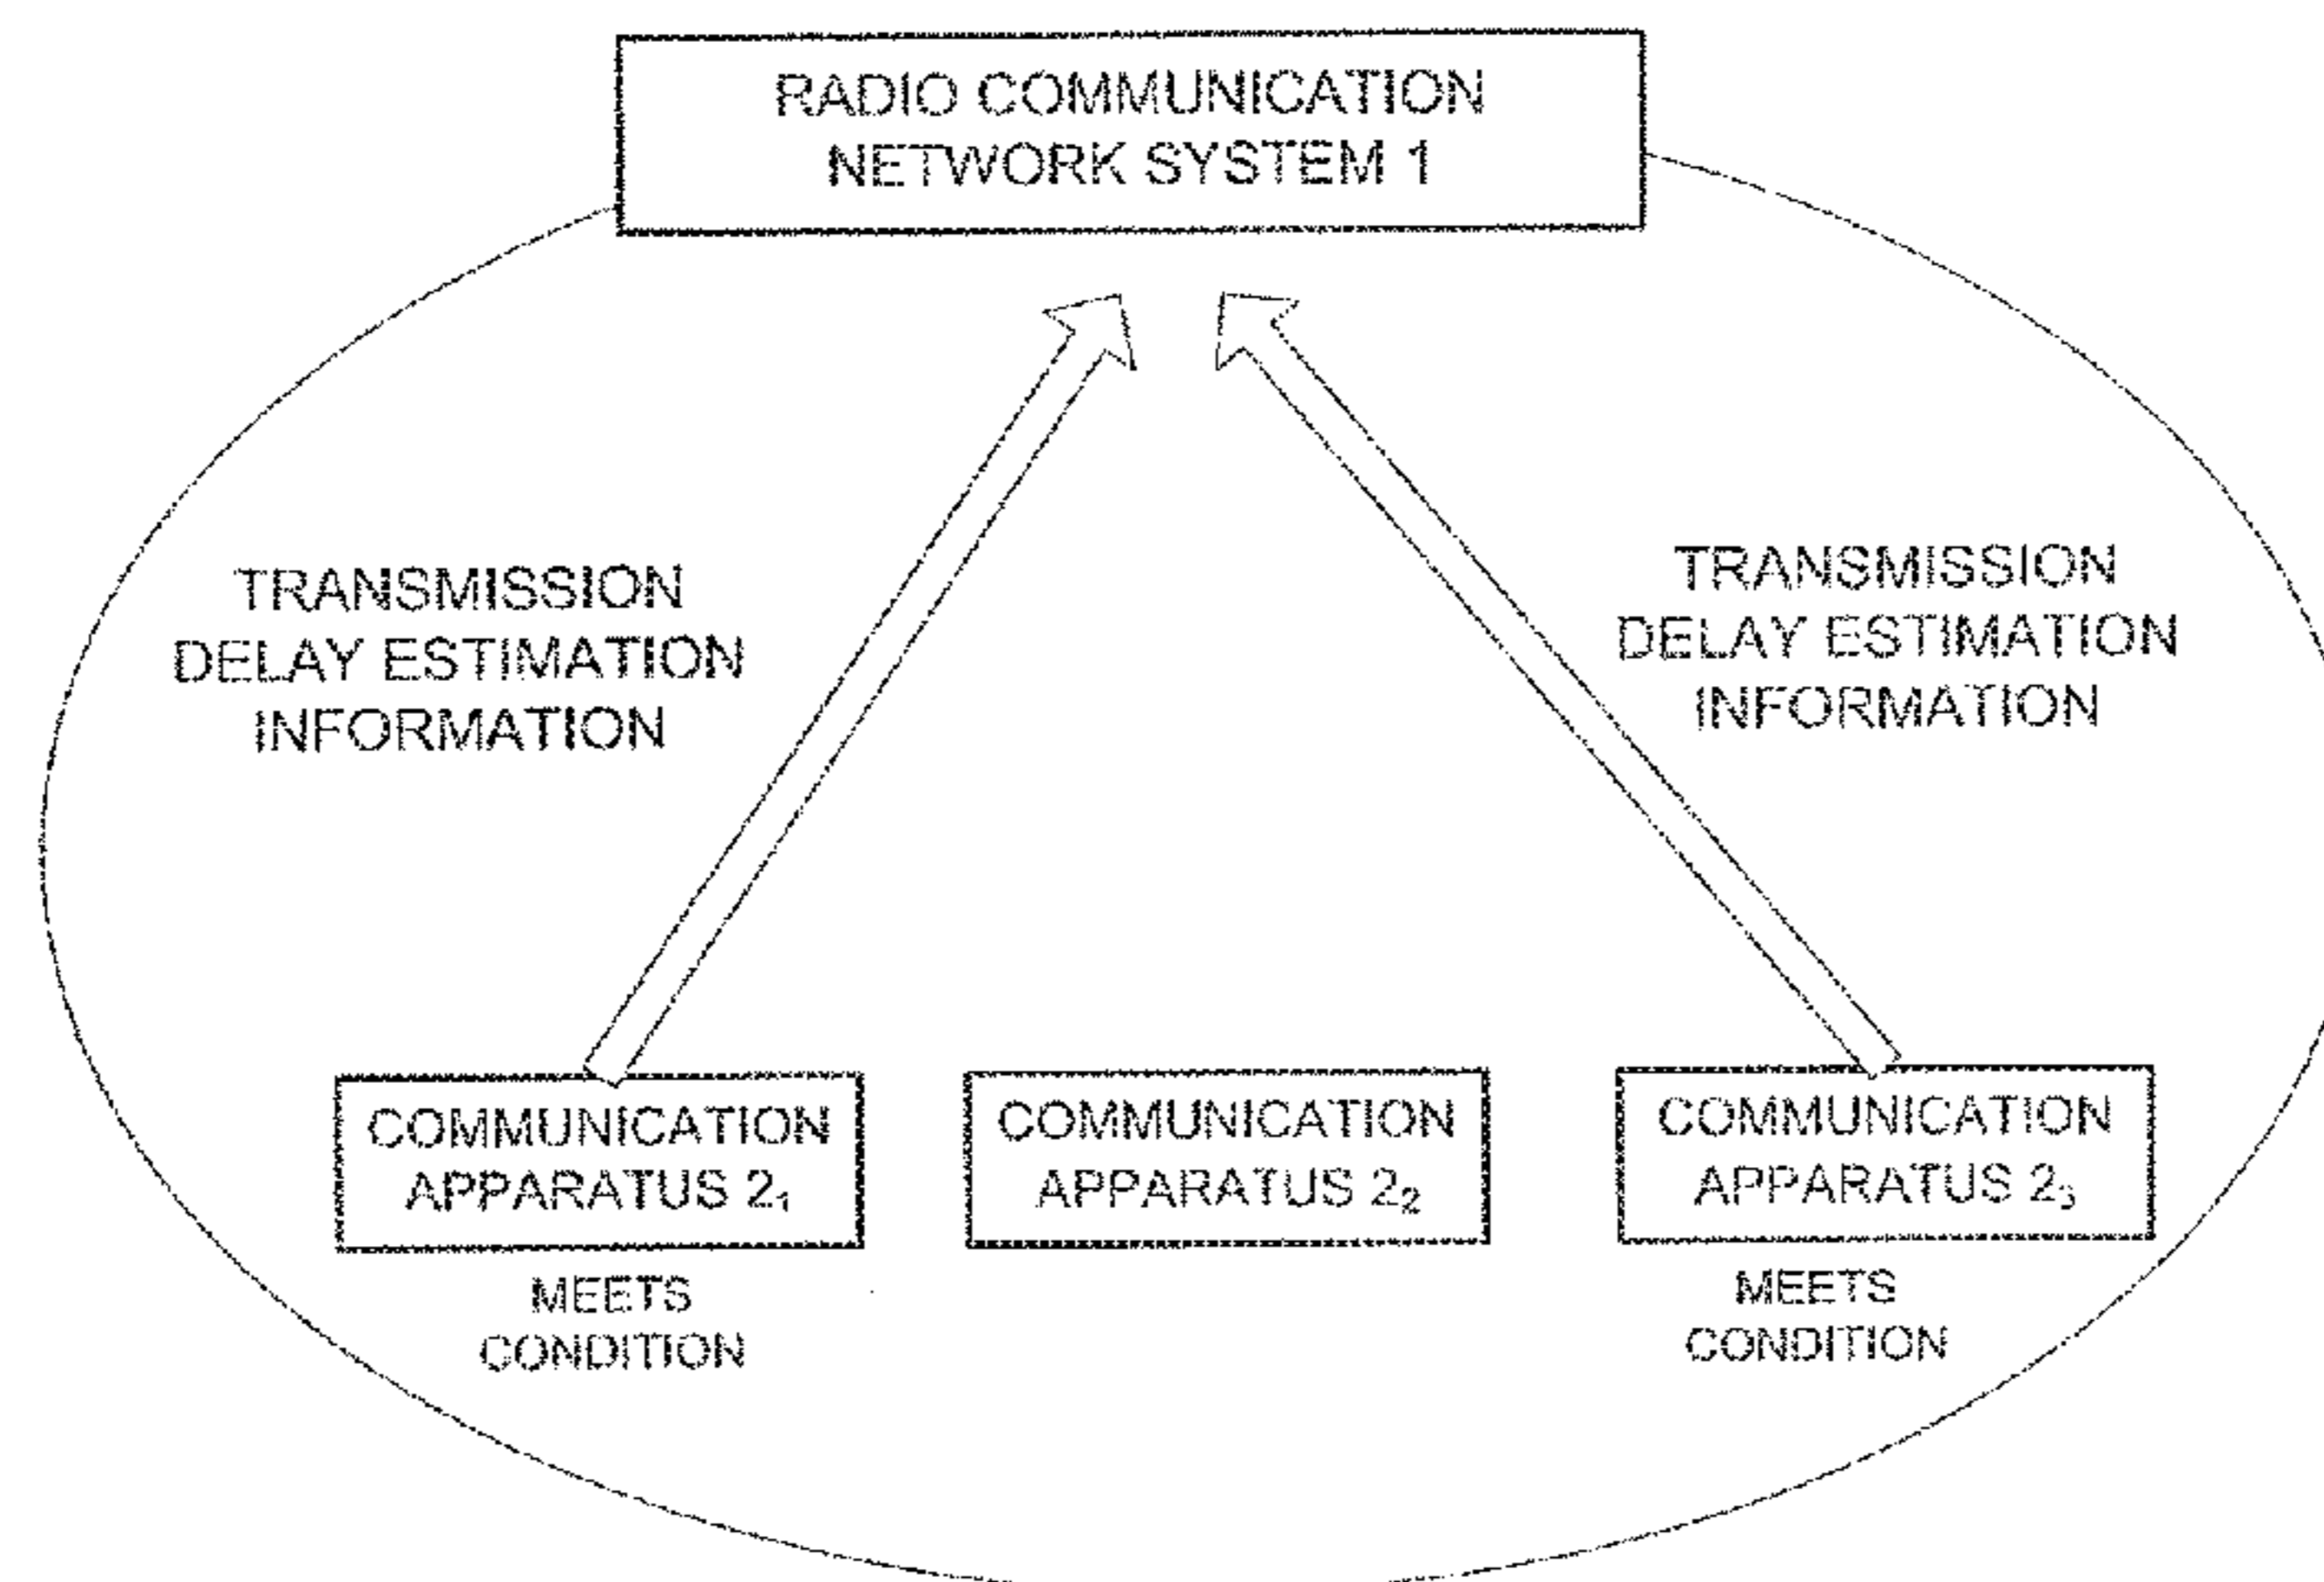 RADIO COMMUNICATION
NETWORK SYSTEM 1
TRANSMISSION
DELAY ESTIMATION
INFORMATION
TRANSMISSION
DELAY ESTIMATION
INFORMATION
COMMUNICATION
APPARATUS 2₁
MEETS
CONDITION
COMMUNICATION
APPARATUS 2₂
COMMUNICATION
APPARATUS 2₃
MEETS
CONDITION